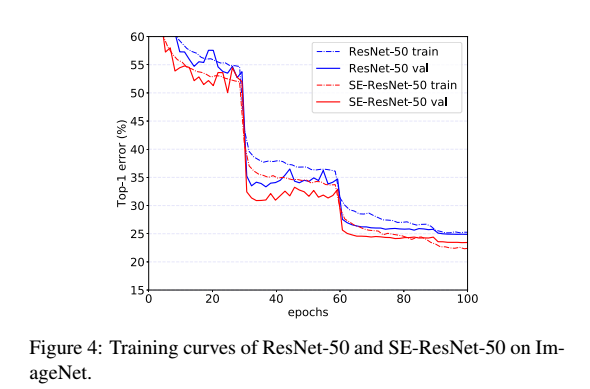 60
55
50
45
40
35
30
25
20
15
0 20 40 60 80 100
Top-1 error (%)
epochs
ResNet-50 train
ResNet-50 val
SE-ResNet-50 train
SE-ResNet-50 val
Figure 4: Training curves of ResNet-50 and SE-ResNet-50 on Im-
ageNet.